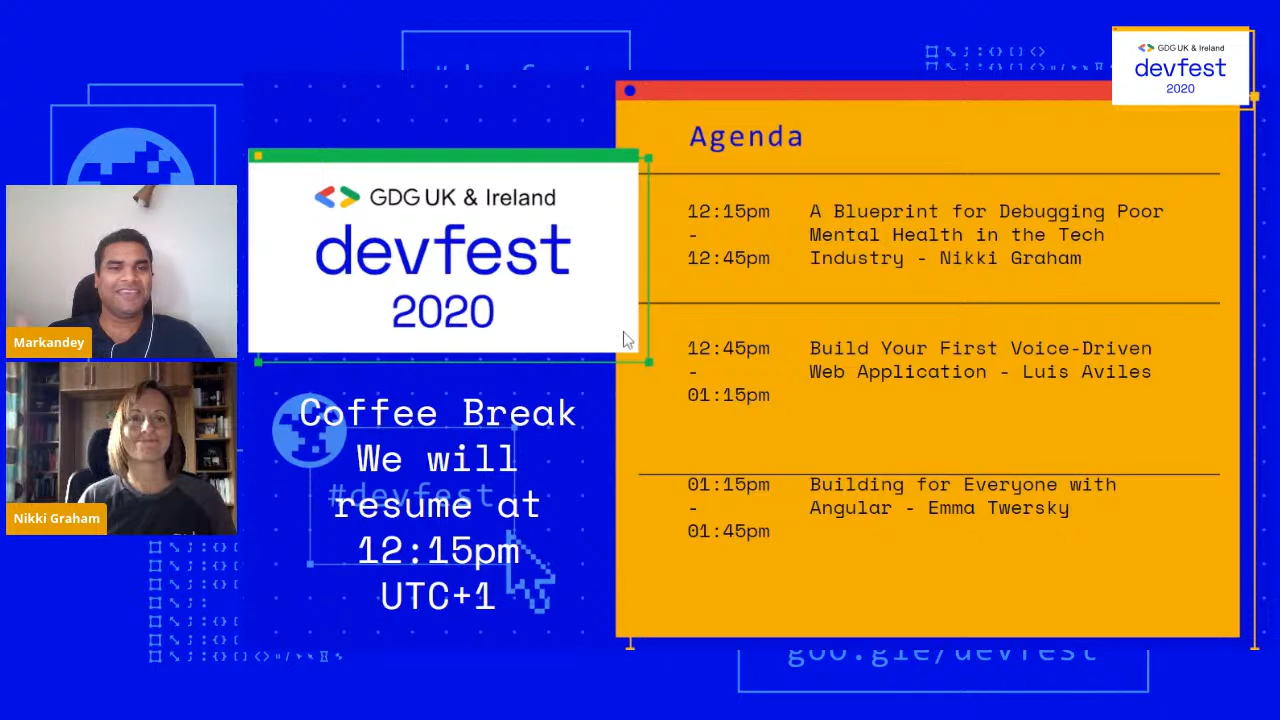 GDG UK & Ireland
devfest
2020
Markandey
Nikki Graham
GDG UK & Ireland
devfest
2020
Coffee Break
We will
resume at
12:15pm
UTC+1
#devfest
Agenda
12:15pm
-
12:45pm
A Blueprint for Debugging Poor
Mental Health in the Tech
Industry - Nikki Graham
12:45pm
-
01:15pm
Build Your First Voice-Driven
Web Application - Luis Aviles
01:15pm
-
01:45pm
Building for Everyone with
Angular - Emma Twersky
goo.gle/devfest